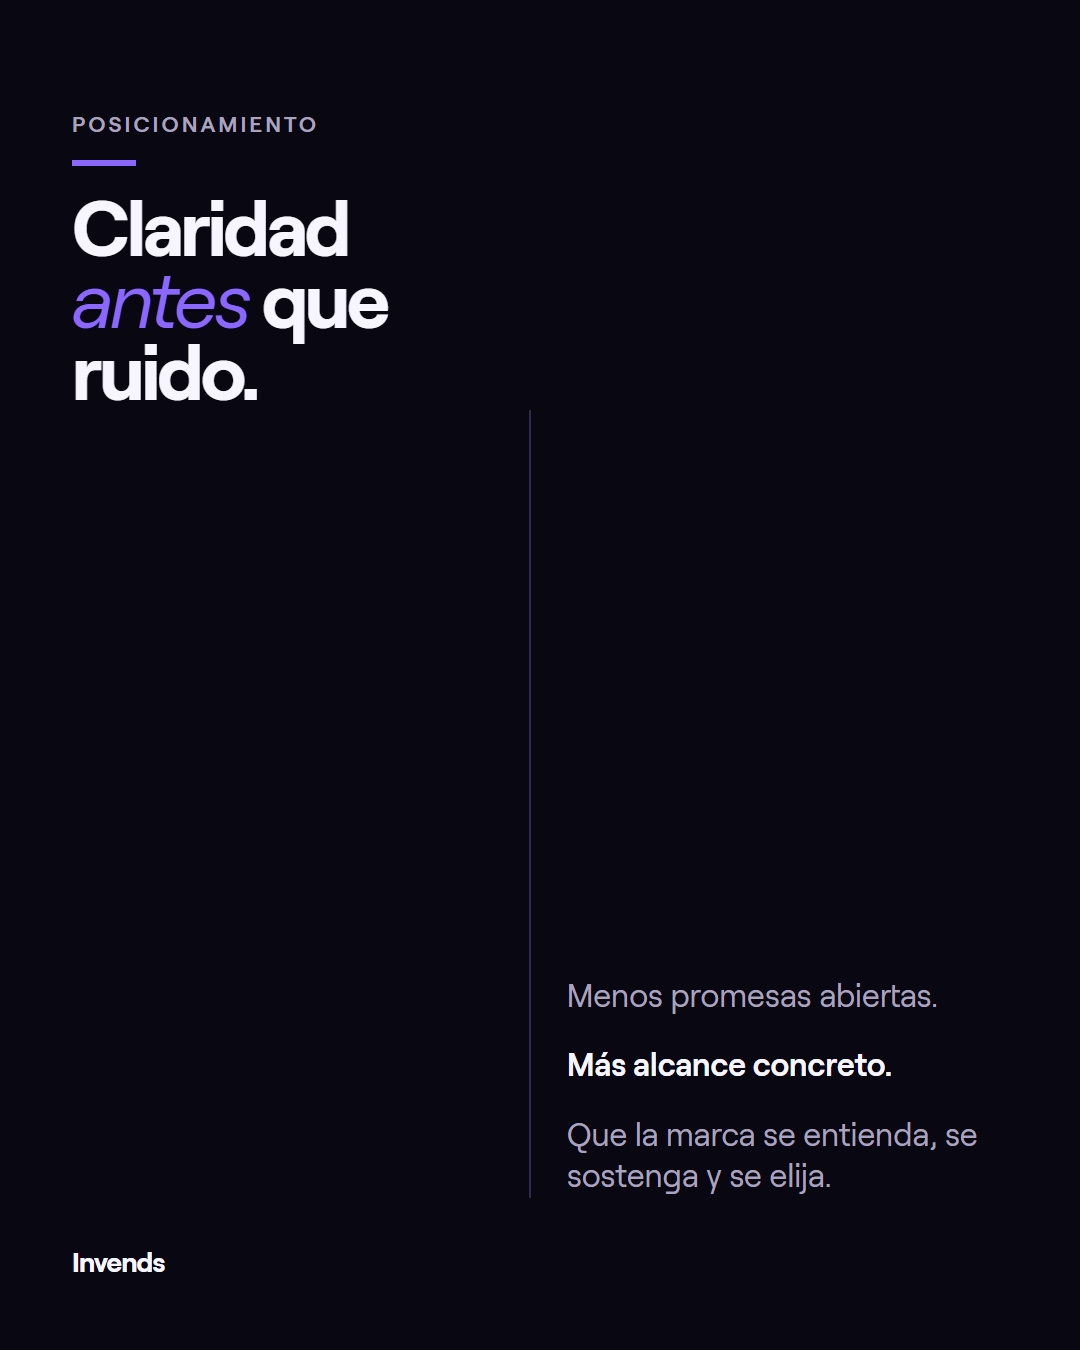 POSICIONAMIENTO
Claridad
antes que
ruido.
Menos promesas abiertas.
Más alcance concreto.
Que la marca se entienda, se
sostenga y se elija.
Invends